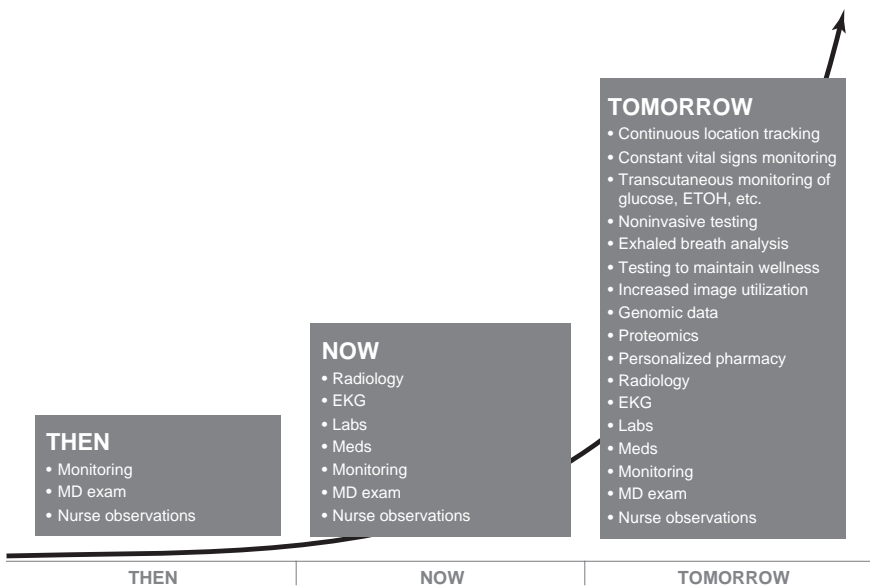 THEN
• Monitoring
• MD exam
• Nurse observations
NOW
• Radiology
• EKG
• Labs
• Meds
• Monitoring
• MD exam
• Nurse observations
TOMORROW
• Continuous location tracking
• Constant vital signs monitoring
• Transcutaneous monitoring of
glucose, ETOH, etc.
• Noninvasive testing
• Exhaled breath analysis
• Testing to maintain wellness
• Increased image utilization
• Genomic data
• Proteomics
• Personalized pharmacy
• Radiology
• EKG
• Labs
• Meds
• Monitoring
• MD exam
• Nurse observations
THEN
NOW
TOMORROW